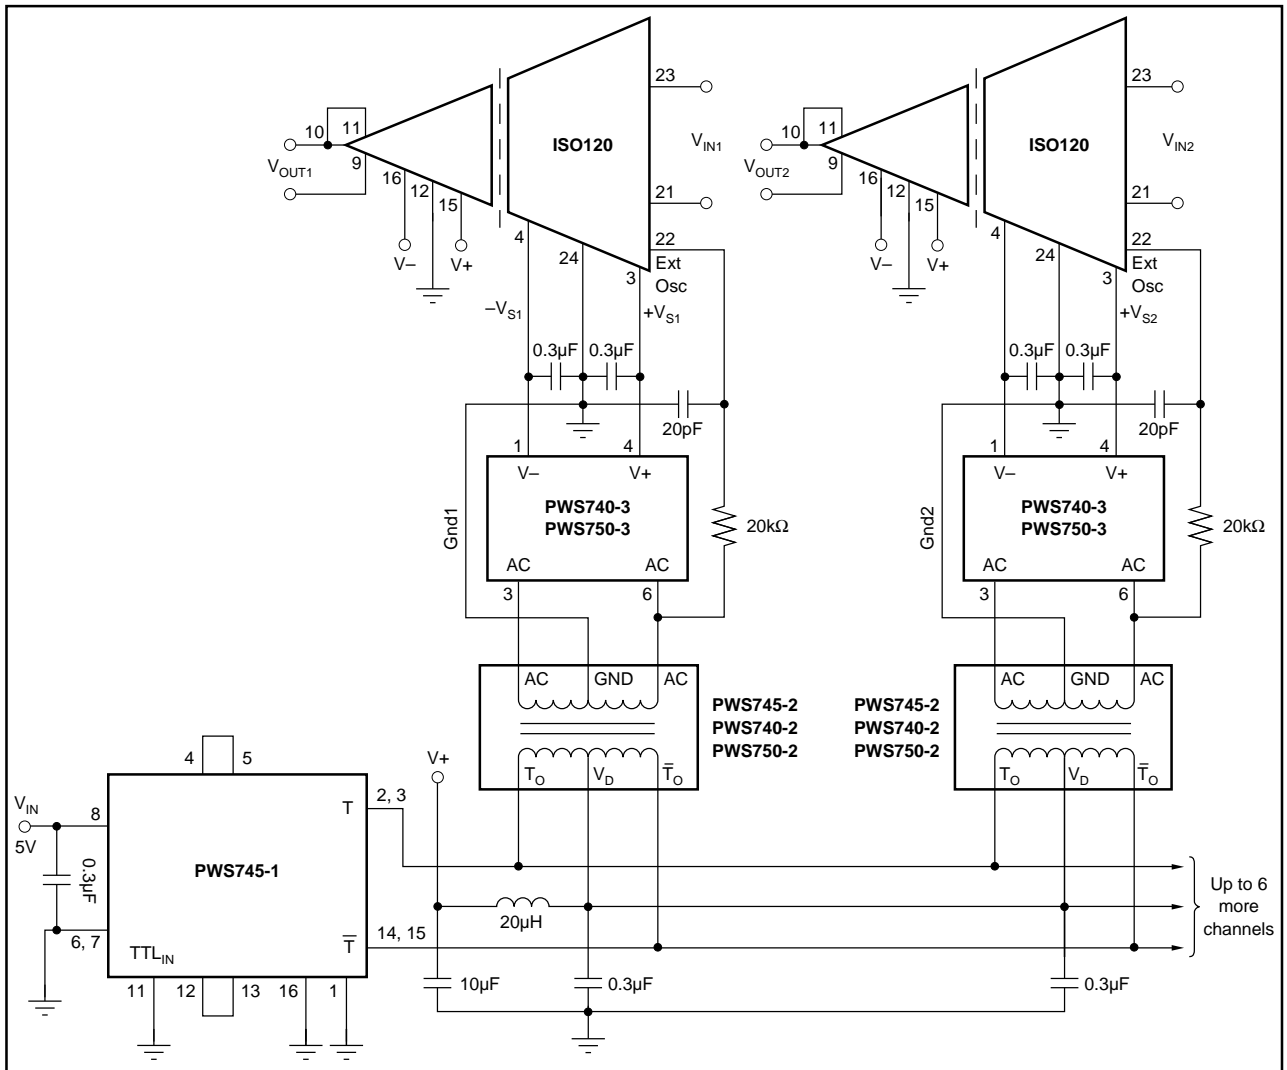 23
11
10
ISO120
V_IN1
V_OUT1
9
16
12
15
21
4
22
24
Ext
Osc
3
V–
V+
–V_S1
+V_S1
0.3µF
0.3µF
20pF
1
4
V–
V+
PWS740-3
PWS750-3
Gnd1
20kΩ
AC
AC
3
6
AC
GND
AC
PWS745-2
PWS740-2
PWS750-2
T_O
V_D
T̅_O
23
11
10
ISO120
V_IN2
V_OUT2
9
16
12
15
21
4
22
24
Ext
Osc
3
V–
V+
+V_S2
0.3µF
0.3µF
20pF
1
4
V–
V+
PWS740-3
PWS750-3
Gnd2
20kΩ
AC
AC
3
6
AC
GND
AC
PWS745-2
PWS740-2
PWS750-2
T_O
V_D
T̅_O
4
5
V+
V_IN
8
5V
T
2, 3
0.3µF
PWS745-1
6, 7
TTL_IN
T̅
14, 15
20µH
11
12
13
16
1
10µF
0.3µF
0.3µF
Up to 6
more
channels